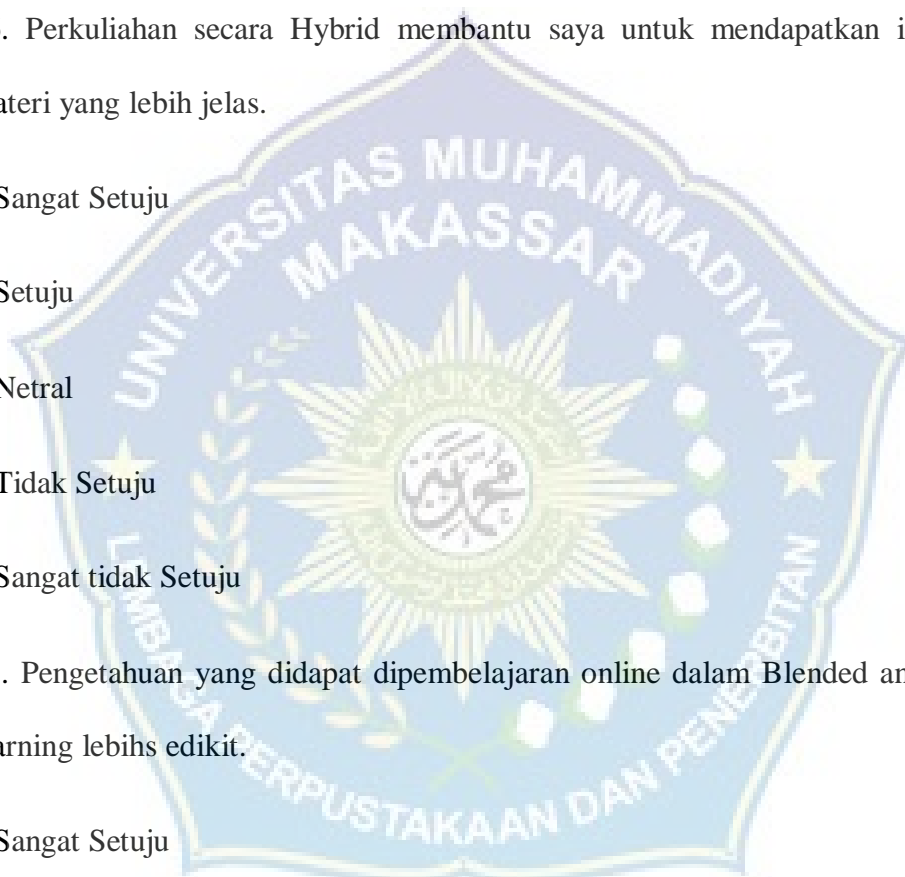 . Perkuliahan secara Hybrid membantu saya untuk mendapatkan
ateri yang lebih jelas.
Sangat Setuju
Setuju
Netral
Tidak Setuju
Sangat tidak Setuju
. Pengetahuan yang didapat dipembelajaran online dalam Blended
arning lebihs edikit.
Sangat Setuju
UNIVERSITAS MUHAMMADIYAH
MAKASSAR
LEMBAGA PERPUSTAKAAN DAN PENERBITAN